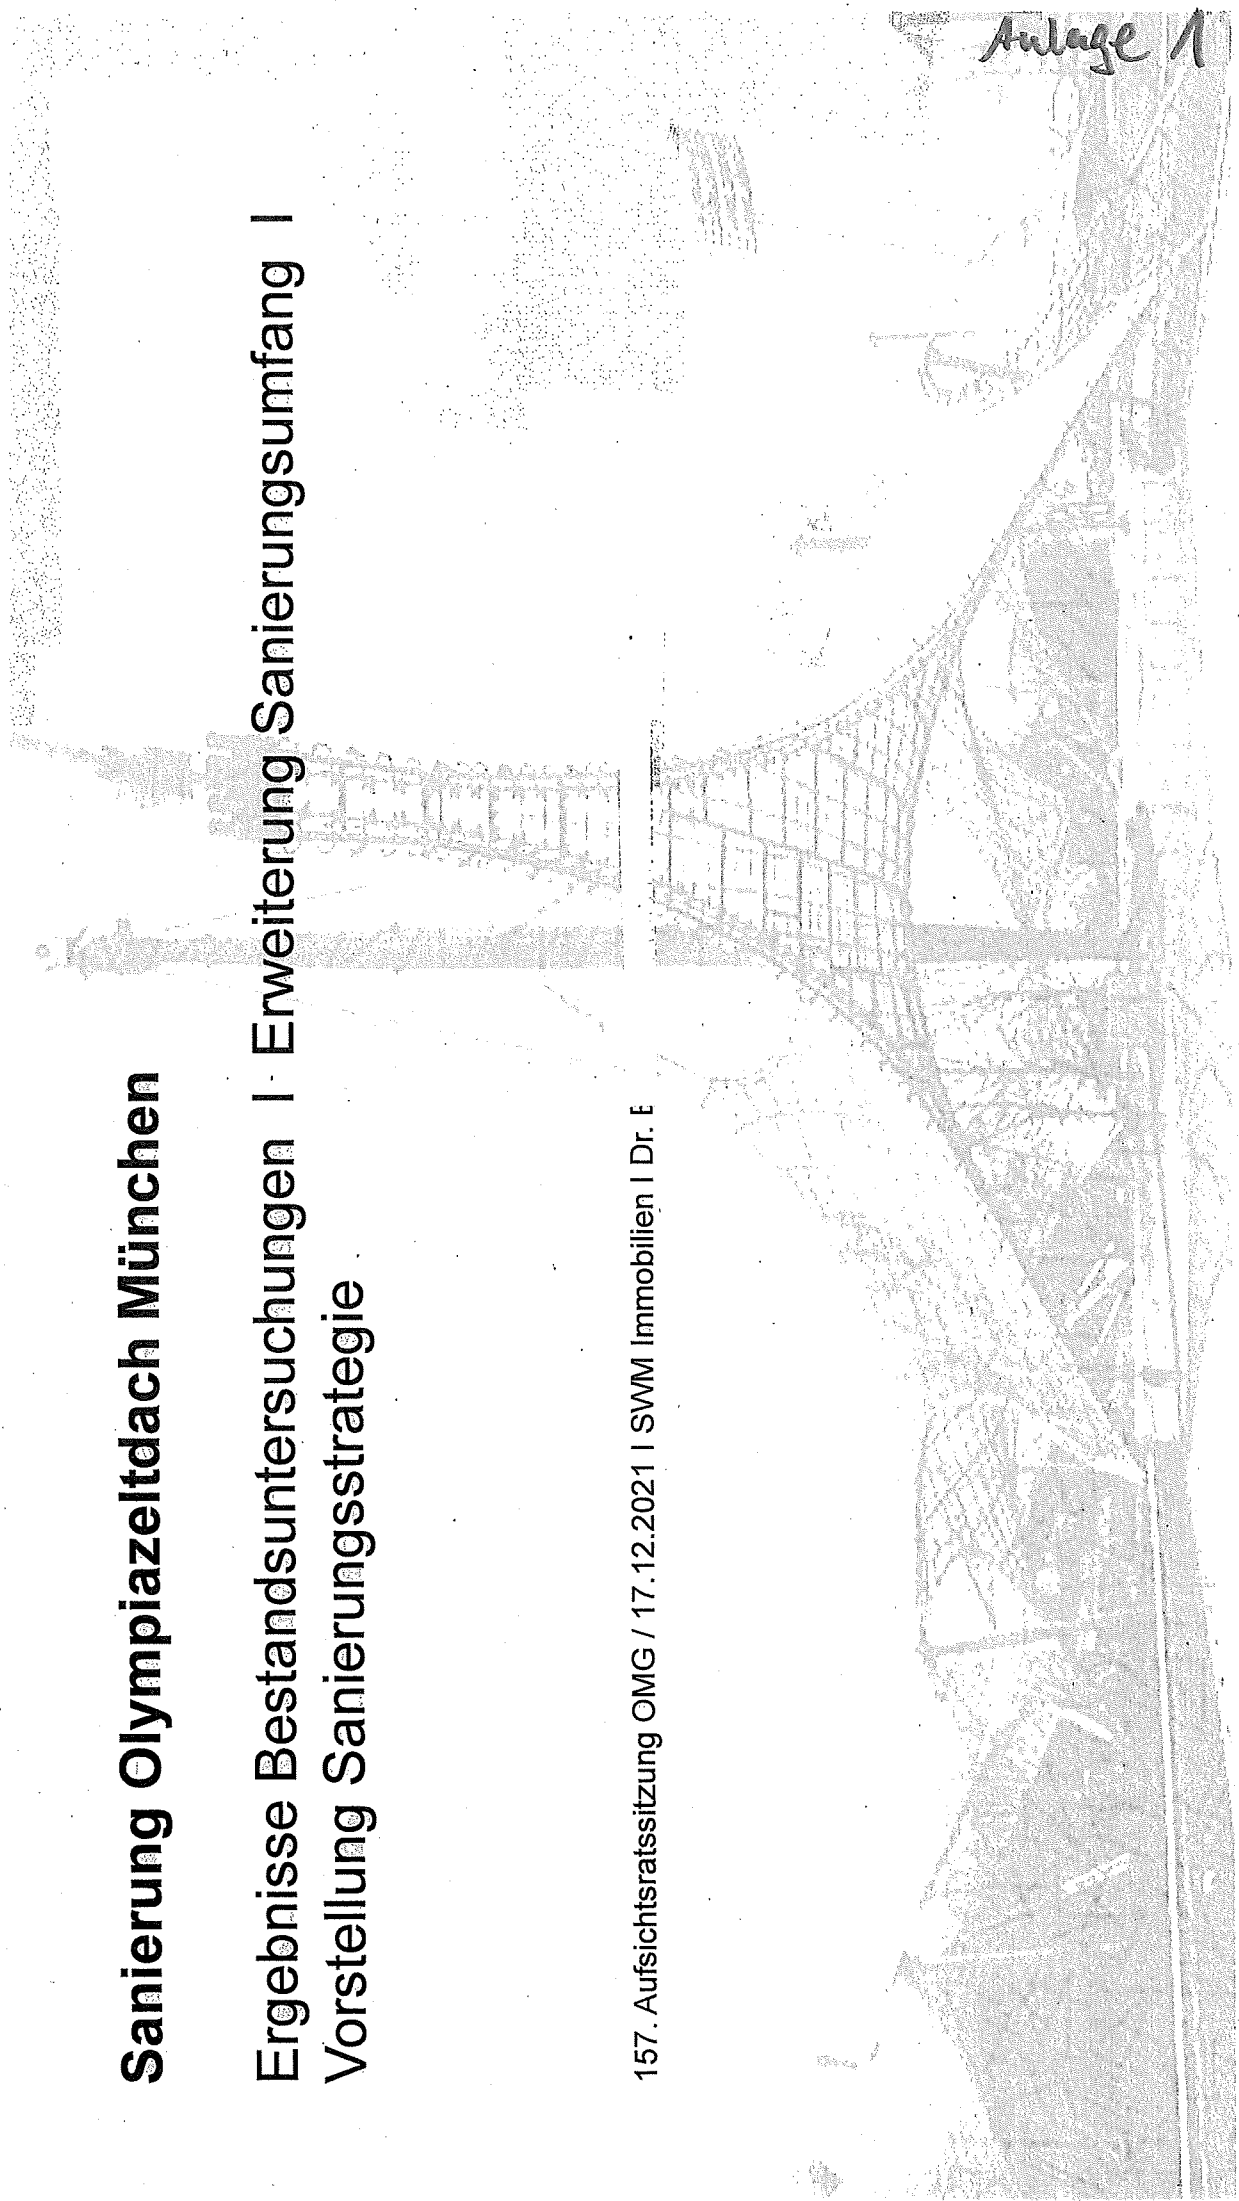 Anlage 1
Sanierung Olympiazeltdach München
Ergebnisse Bestandsuntersuchungen I Erweiterung Sanierungsumfang I
Vorstellung Sanierungsstrategie
157. Aufsichtsratssitzung OMG / 17.12.2021 I SWM Immobilien I Dr.